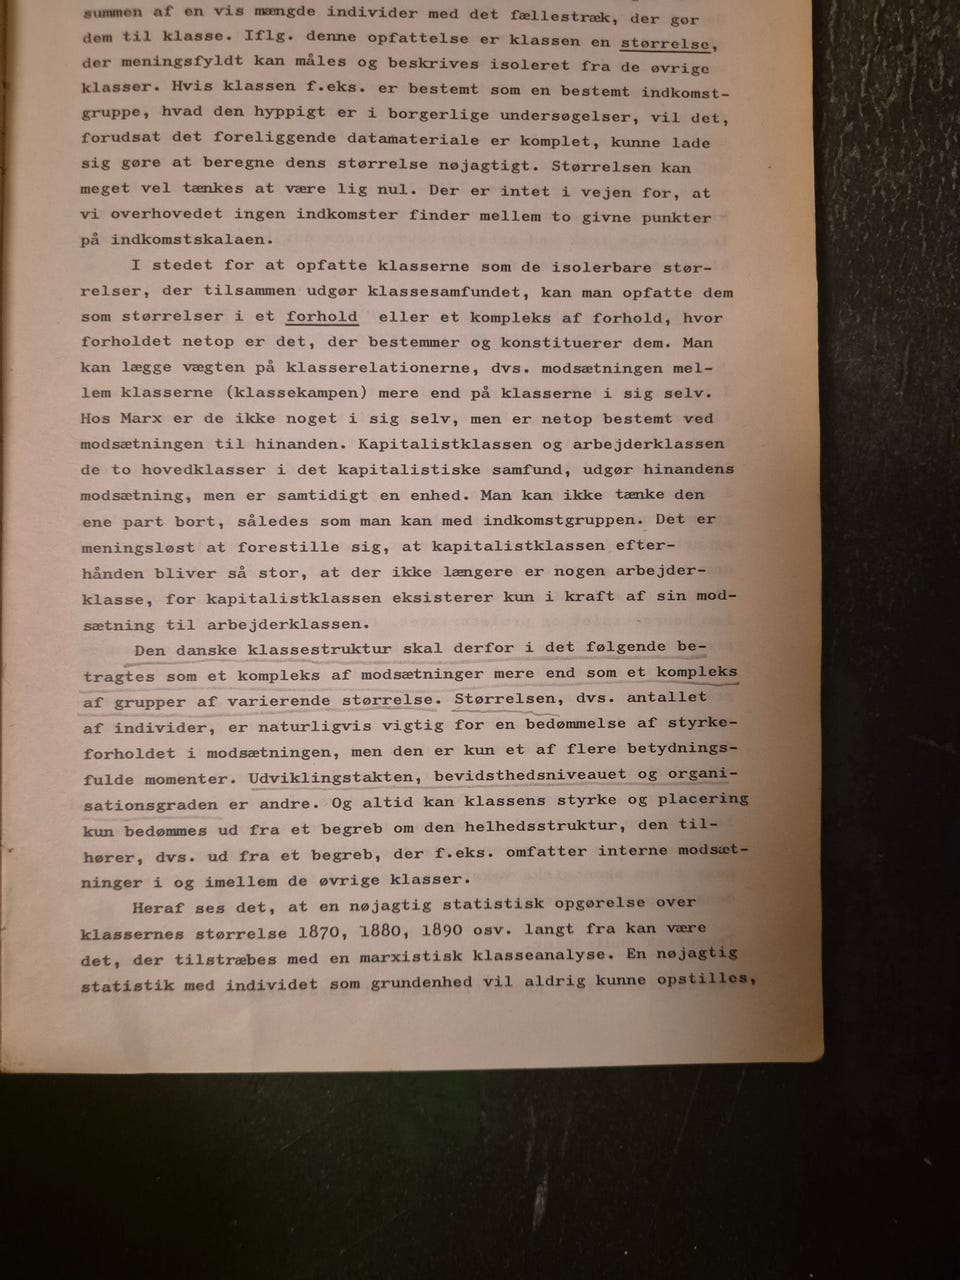 summen af en vis mængde individer med det fællestræk, der gør
dem til klasse. Iflg. denne opfattelse er klassen en størrelse,
der meningsfyldt kan måles og beskrives isoleret fra de øvrige
klasser. Hvis klassen f.eks. er bestemt som en bestemt indkomst-
gruppe, hvad den hyppigt er i borgerlige undersøgelser, vil det,
forudsat det foreliggende datamateriale er komplet, kunne lade
sig gøre at beregne dens størrelse nøjagtigt. Størrelsen kan
meget vel tænkes at være lig nul. Der er intet i vejen for, at
vi overhovedet ingen indkomster finder mellem to givne punkter
på indkomstskalaen.
I stedet for at opfatte klasserne som de isolerbare stør-
relser, der tilsammen udgør klassesamfundet, kan man opfatte dem
som størrelser i et forhold eller et kompleks af forhold, hvor
forholdet netop er det, der bestemmer og konstituerer dem. Man
kan lægge vægten på klasserelationerne, dvs. modsætningen mel-
lem klasserne (klassekampen) mere end på klasserne i sig selv.
Hos Marx er de ikke noget i sig selv, men er netop bestemt ved
modsætningen til hinanden. Kapitalistklassen og arbejderklassen
de to hovedklasser i det kapitalistiske samfund, udgør hinandens
modsætning, men er samtidigt en enhed. Man kan ikke tænke den
ene part bort, således som man kan med indkomstgruppen. Det er
meningsløst at forestille sig, at kapitalistklassen efter-
hånden bliver så stor, at der ikke længere er nogen arbejder-
klasse, for kapitalistklassen eksisterer kun i kraft af sin mod-
sætning til arbejderklassen.
Den danske klassestruktur skal derfor i det følgende be-
tragtes som et kompleks af modsætninger mere end som et kompleks
af grupper af varierende størrelse. Størrelsen, dvs. antallet
af individer, er naturligvis vigtig for en bedømmelse af styrke-
forholdet i modsætningen, men den er kun et af flere betydnings-
fulde momenter. Udviklingstakten, bevidsthedsniveauet og organi-
sationsgraden er andre. Og altid kan klassens styrke og placering
kun bedømmes ud fra et begreb om den helhedsstruktur, den til-
hører, dvs. ud fra et begreb, der f.eks. omfatter interne modsæt-
ninger i og imellem de øvrige klasser.
Heraf ses det, at en nøjagtig statistisk opgørelse over
klassernes størrelse 1870, 1880, 1890 osv. langt fra kan være
det, der tilstræbes med en marxistisk klasseanalyse. En nøjagtig
statistik med individet som grundenhed vil aldrig kunne opstilles,